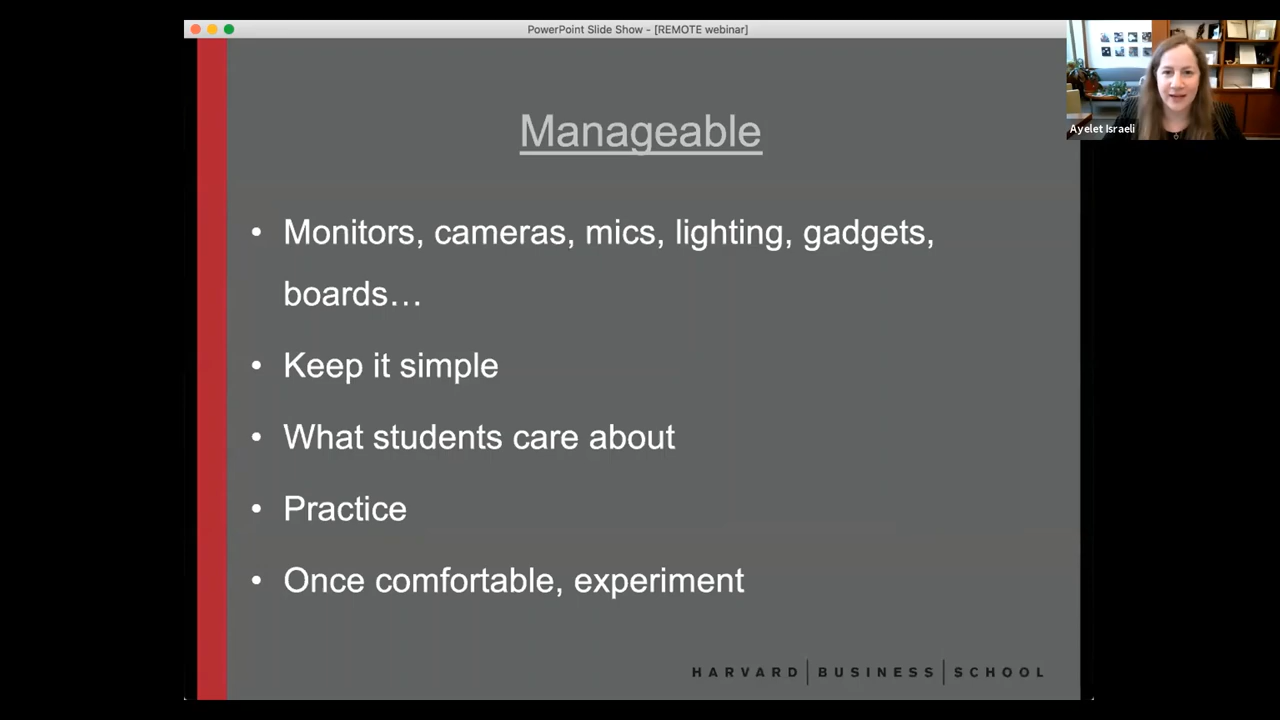 PowerPoint Slide Show - [REMOTE webinar]
Ayelet Israeli
Manageable
• Monitors, cameras, mics, lighting, gadgets,
boards…
• Keep it simple
• What students care about
• Practice
• Once comfortable, experiment
HARVARD | BUSINESS | SCHOOL